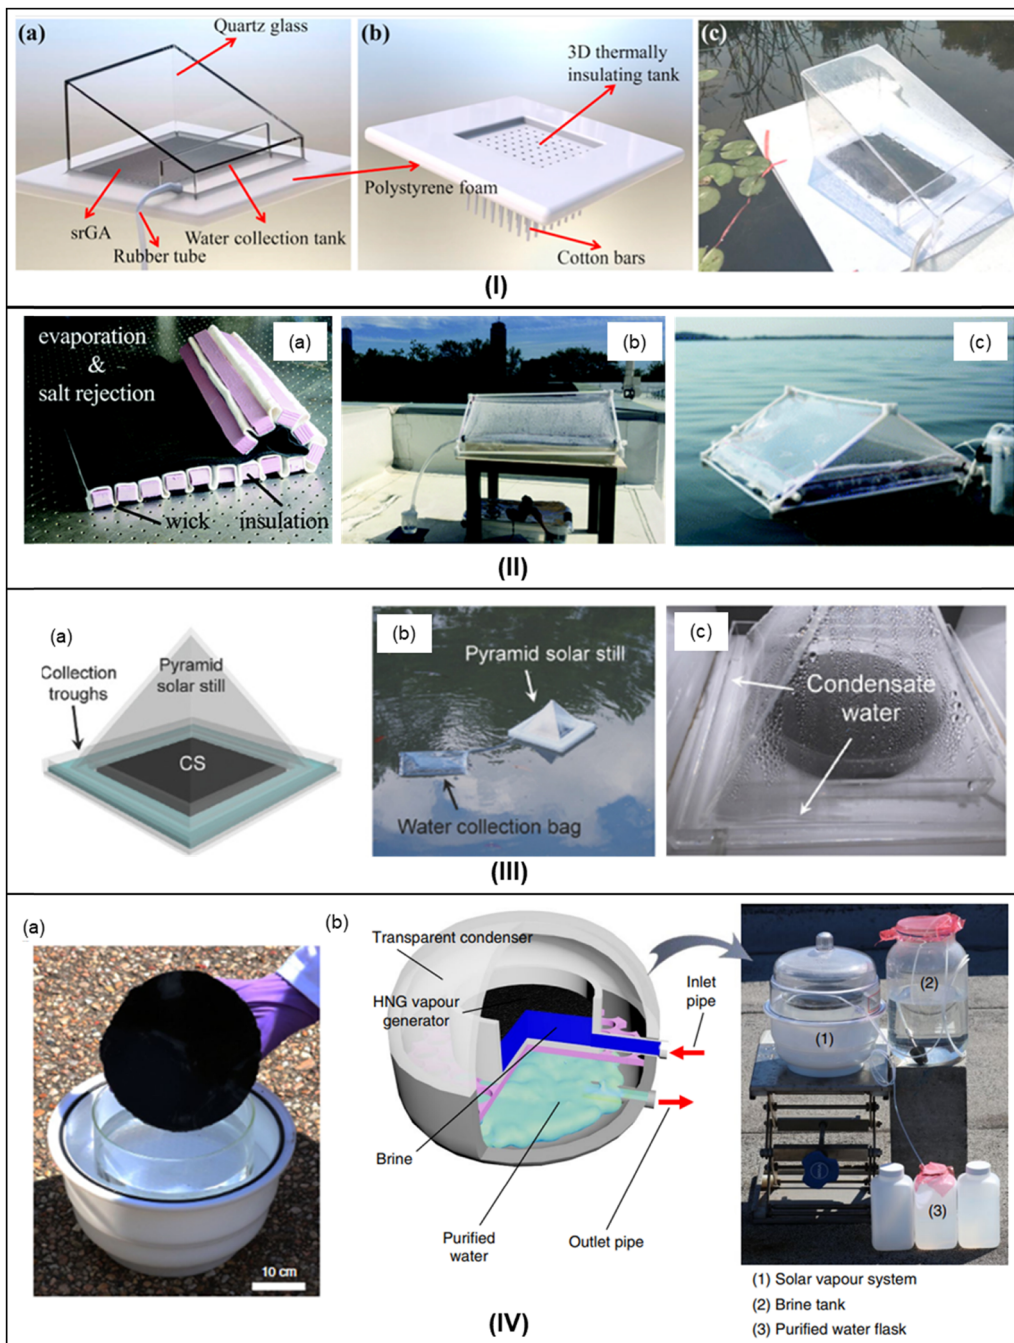 (a)
Quartz glass
srGA
Rubber tube
Water collection tank
(b)
3D thermally
insulating tank
Polystyrene foam
Cotton bars
(c)
(I)
evaporation
&
salt rejection
(a)
wick
insulation
(b)
(c)
(II)
(a)
Collection
troughs
Pyramid
solar still
CS
(b)
Pyramid solar still
Water collection bag
(c)
Condensate
water
(III)
(a)
10 cm
(b)
Transparent condenser
HNG vapour
generator
Inlet
pipe
Brine
Purified
water
Outlet pipe
(1)
(2)
(3)
(1) Solar vapour system
(2) Brine tank
(3) Purified water flask
(IV)